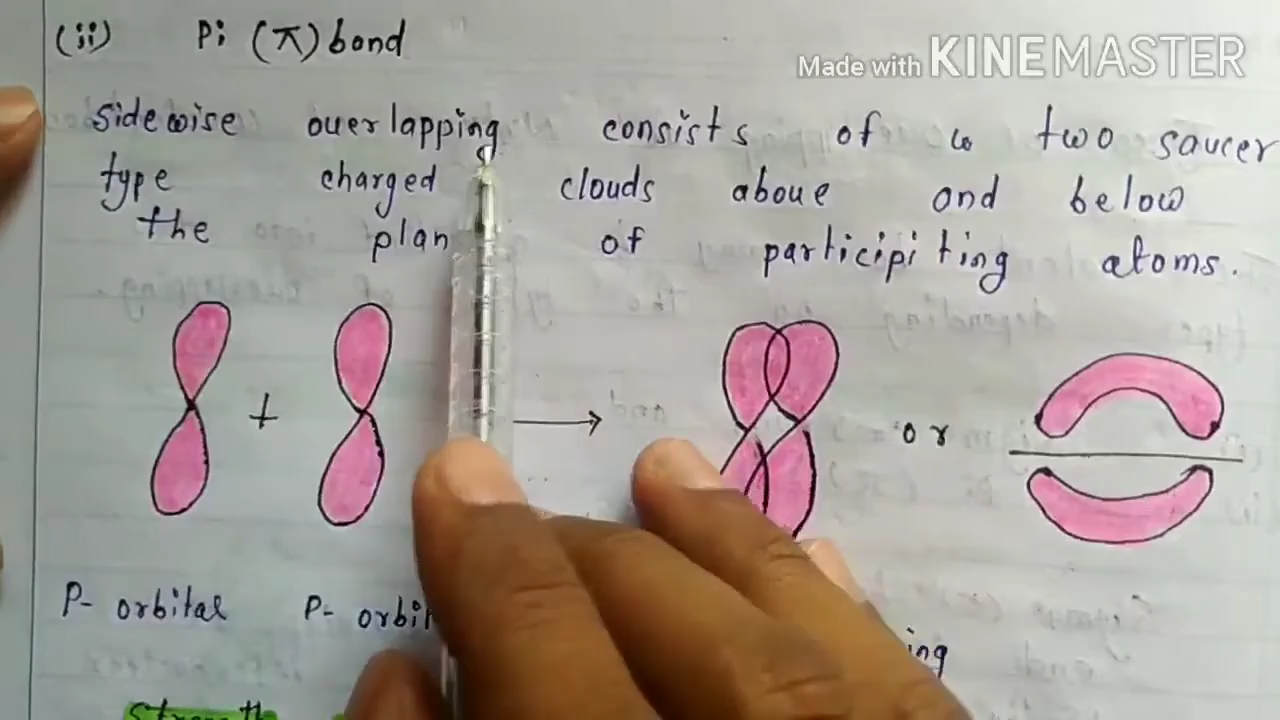 (ii) Pi (π) bond
Made with KINEMASTER
sidewise overlapping consists of two saucer
type charged clouds above and below
the plan of participiting atoms.
+ → or
P- orbital P-
Strength